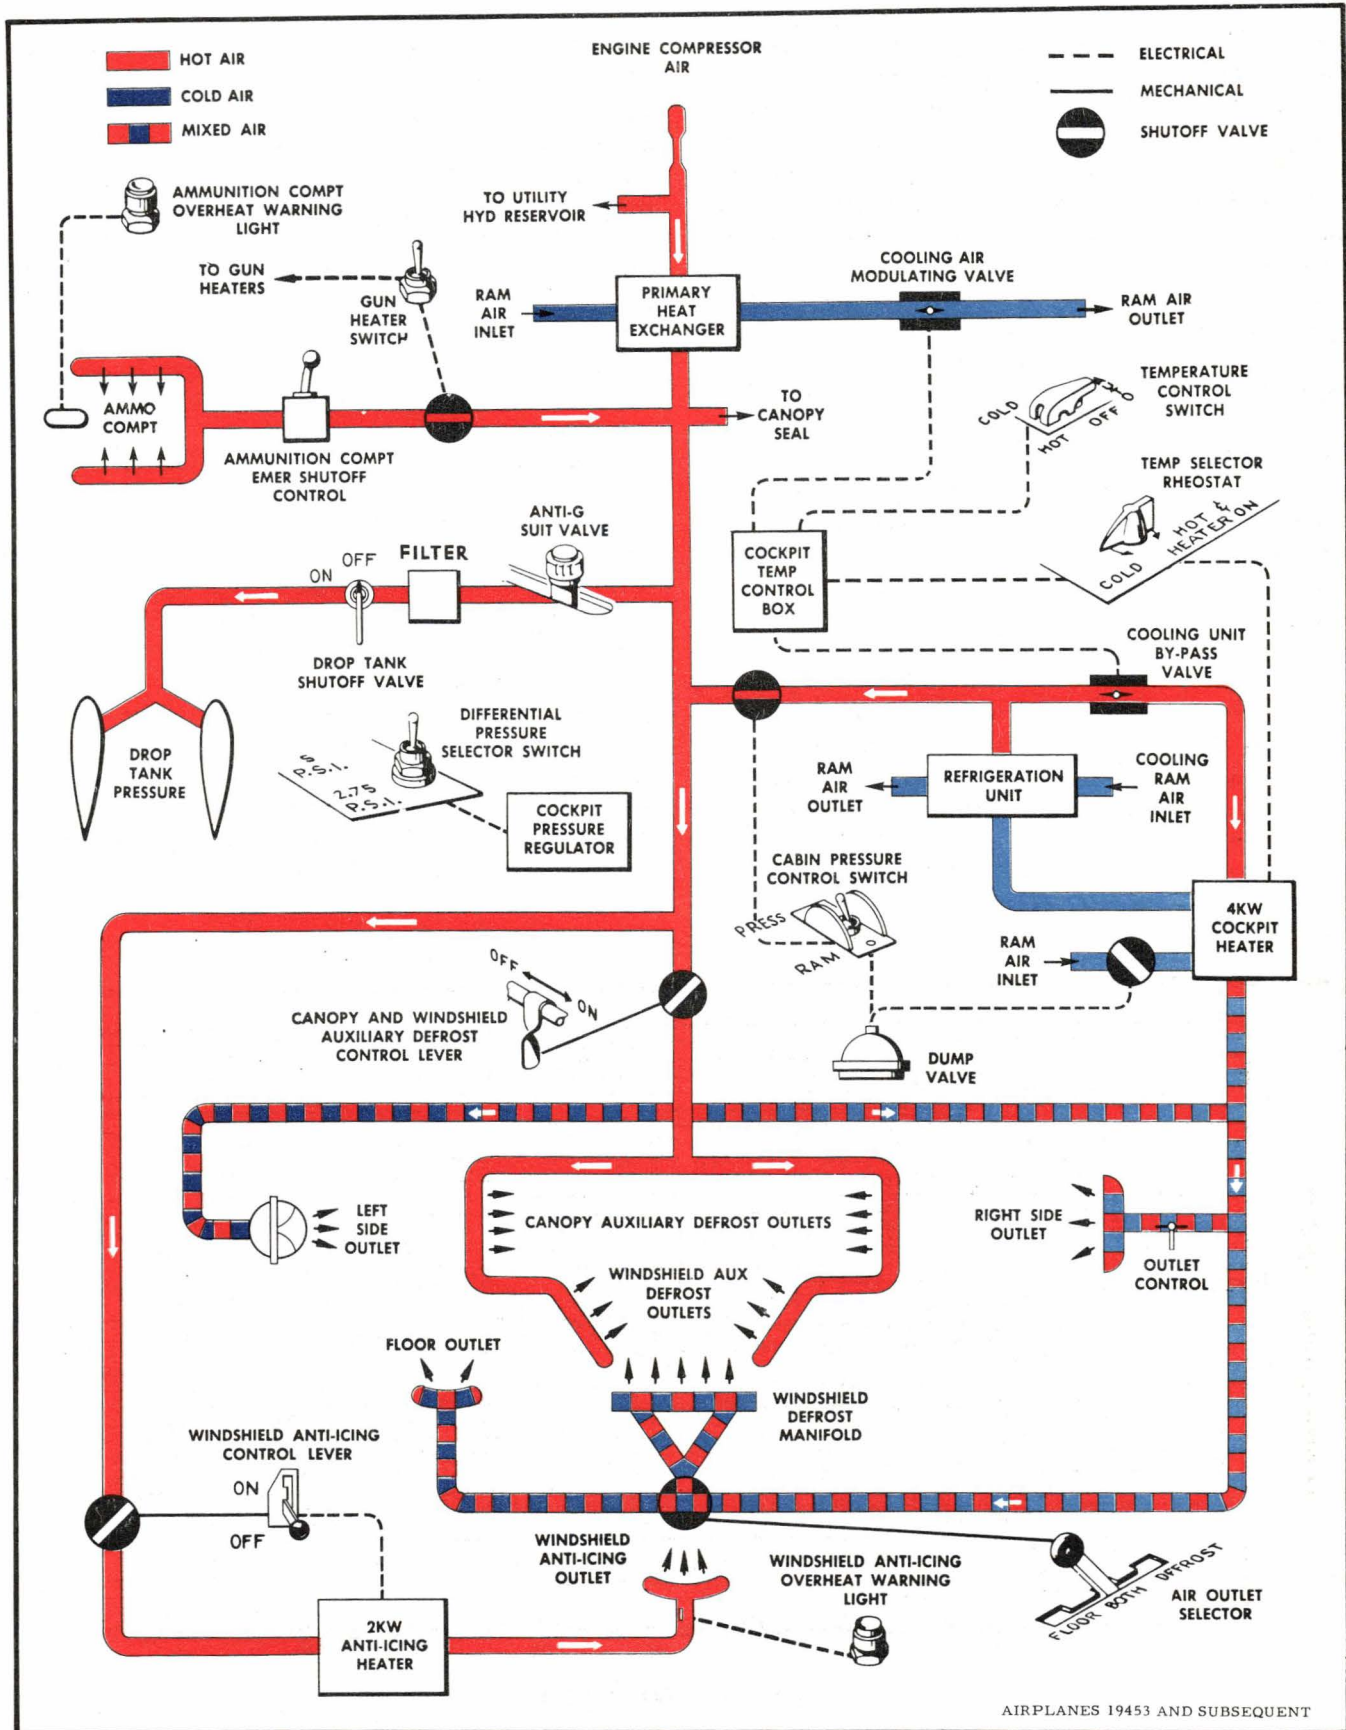 HOT AIR
COLD AIR
MIXED AIR
ENGINE COMPRESSOR
AIR
ELECTRICAL
MECHANICAL
SHUTOFF VALVE
AMMUNITION COMPT
OVERHEAT WARNING
LIGHT
TO UTILITY
HYD RESERVOIR
TO GUN
HEATERS
GUN
HEATER
SWITCH
RAM
AIR
INLET
PRIMARY
HEAT
EXCHANGER
COOLING AIR
MODULATING VALVE
RAM AIR
OUTLET
AMMO
COMPT
AMMUNITION COMPT
EMER SHUTOFF
CONTROL
TO
CANOPY
SEAL
COLD
HOT
OFF
TEMPERATURE
CONTROL
SWITCH
TEMP SELECTOR
RHEOSTAT
HOT &
HEATER ON
COLD
ANTI-G
SUIT VALVE
FILTER
OFF
ON
DROP TANK
SHUTOFF VALVE
COCKPIT
TEMP
CONTROL
BOX
COOLING UNIT
BY-PASS
VALVE
DROP
TANK
PRESSURE
DIFFERENTIAL
PRESSURE
SELECTOR SWITCH
5
P.S.I.
2.75
P.S.I.
COCKPIT
PRESSURE
REGULATOR
RAM
AIR
OUTLET
REFRIGERATION
UNIT
COOLING
RAM
AIR
INLET
CABIN PRESSURE
CONTROL SWITCH
PRESS
RAM
4KW
COCKPIT
HEATER
RAM
AIR
INLET
OFF
ON
CANOPY AND WINDSHIELD
AUXILIARY DEFROST
CONTROL LEVER
DUMP
VALVE
LEFT
SIDE
OUTLET
CANOPY AUXILIARY DEFROST OUTLETS
RIGHT SIDE
OUTLET
OUTLET
CONTROL
WINDSHIELD AUX
DEFROST
OUTLETS
FLOOR OUTLET
WINDSHIELD
DEFROST
MANIFOLD
WINDSHIELD ANTI-ICING
CONTROL LEVER
ON
OFF
WINDSHIELD
ANTI-ICING
OUTLET
WINDSHIELD ANTI-ICING
OVERHEAT WARNING
LIGHT
FLOOR BOTH DEFROST
AIR OUTLET
SELECTOR
2KW
ANTI-ICING
HEATER
AIRPLANES 19453 AND SUBSEQUENT